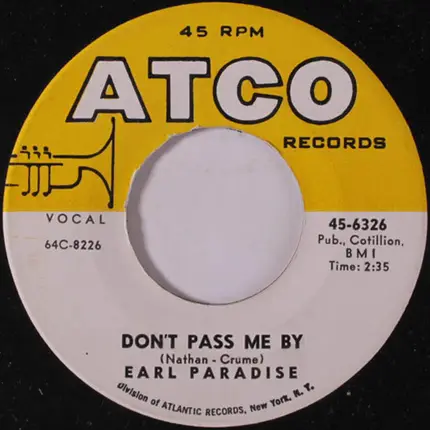 45 RPM
ATCO
RECORDS
VOCAL
64C-8226
45-6326
Pub., Cotillion,
BMI
Time: 2:35
DON'T PASS ME BY
(Nathan - Crume)
EARL PARADISE
Division of ATLANTIC RECORDS, New York, N. Y.